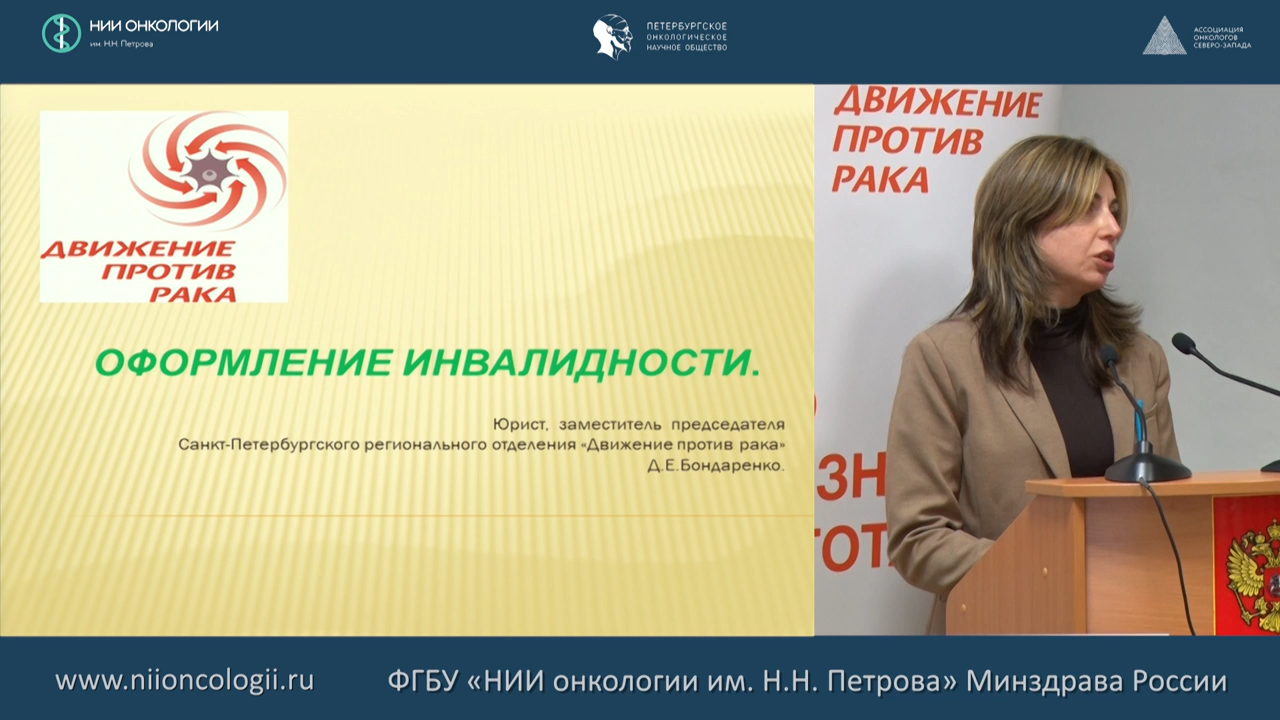 НИИ ОНКОЛОГИИ
им. Н.Н. Петрова
ПЕТЕРБУРГСКОЕ
ОНКОЛОГИЧЕСКОЕ
НАУЧНОЕ ОБЩЕСТВО
АССОЦИАЦИЯ
ОНКОЛОГОВ
СЕВЕРО-ЗАПАДА
ДВИЖЕНИЕ
ПРОТИВ
РАКА
ОФОРМЛЕНИЕ ИНВАЛИДНОСТИ.
Юрист, заместитель председателя
Санкт-Петербургского регионального отделения «Движение против рака»
Д.Е.Бондаренко.
ДВИЖЕНИЕ
ПРОТИВ
РАКА
www.niioncologii.ru
ФГБУ «НИИ онкологии им. Н.Н. Петрова» Минздрава России